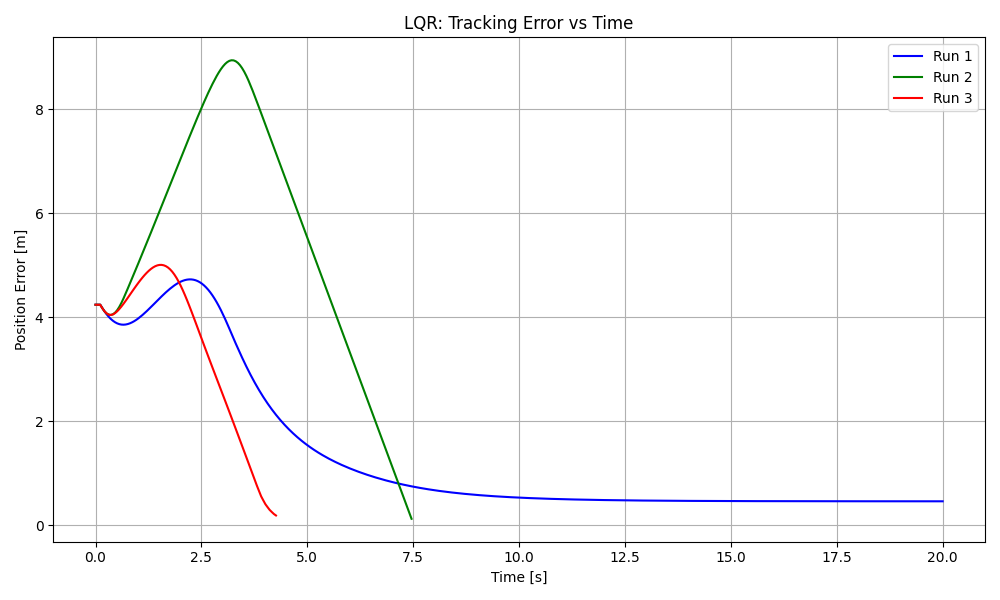 LQR: Tracking Error vs Time
Run 1
Run 2
Run 3
Position Error [m]
8
6
4
2
0
0.0 2.5 5.0 7.5 10.0 12.5 15.0 17.5 20.0
Time [s]